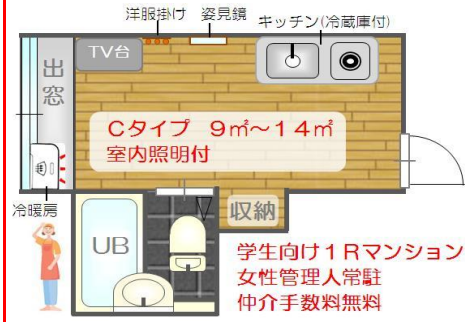 洋服掛け 姿見鏡 キッチン(冷蔵庫付)
TV台
出窓
Cタイプ 9㎡～14㎡
室内照明付
冷暖房
UB
収納
学生向け1Rマンション
女性管理人常駐
仲介手数料無料